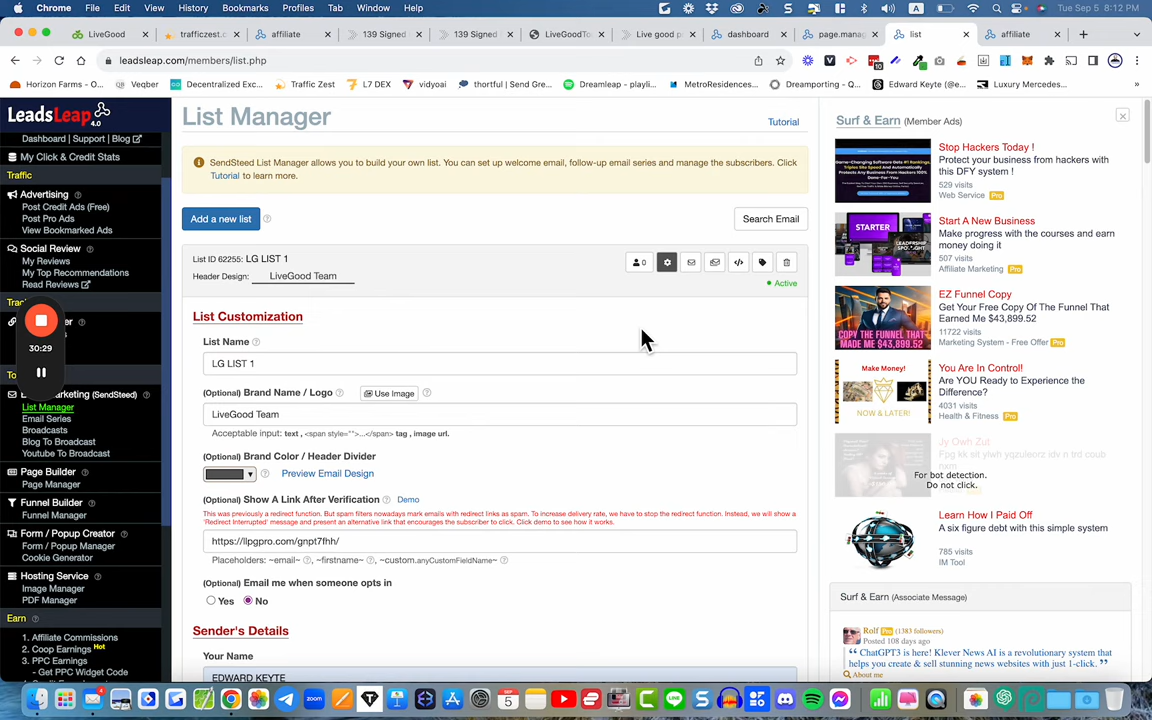 Chrome File Edit View History Bookmarks Profiles Tab Window Help Tue Sep 5 8:12 PM
LiveGood trafficzest.c affiliate 139 Signed 139 Signed LiveGoodTo Live good p dashboard page.mana list affiliate
leadsleap.com/members/list.php
Horizon Farms - O... Veqber Decentralized Exc... Traffic Zest L7 DEX vidyoai thortful | Send Gre... Dreamleap - playli... MetroResidences... Dreamporting - Q... Edward Keyte (@e... Luxury Mercedes... »
LeadsLeap 4.0
Dashboard | Support | Blog
My Click & Credit Stats
Traffic
Advertising
Post Credit Ads (Free)
Post Pro Ads
View Bookmarked Ads
Social Review
My Reviews
My Top Recommendations
Read Reviews
30:29
List Manager
Email Series
Broadcasts
Blog To Broadcast
Youtube To Broadcast
Page Builder
Page Manager
Funnel Builder
Funnel Manager
Form / Popup Creator
Form / Popup Manager
Cookie Generator
Hosting Service
Image Manager
PDF Manager
Earn
1. Affiliate Commissions
2. Coop Earnings Hot
3. PPC Earnings
- Get PPC Widget Code
List Manager
Tutorial
SendSteed List Manager allows you to build your own list. You can set up welcome email, follow-up email series and manage the subscribers. Click
Tutorial to learn more.
Add a new list
Search Email
List ID 62255: LG LIST 1
Header Design: LiveGood Team
0
Active
List Customization
List Name
LG LIST 1
(Optional) Brand Name / Logo Use Image
LiveGood Team
Acceptable input: text , <span style="">...</span> tag , image url.
(Optional) Brand Color / Header Divider
Preview Email Design
(Optional) Show A Link After Verification Demo
This was previously a redirect function. But spam filters nowadays mark emails with redirect links as spam. To increase delivery rate, we have to stop the redirect function. Instead, we will show a
'Redirect Interrupted' message and present an alternative link that encourages the subscriber to click. Click demo to see how it works.
https://llpgpro.com/gnpt7fhh/
Placeholders: ~email~ , ~firstname~ , ~custom.anyCustomFieldName~
(Optional) Email me when someone opts in
Yes No
Sender's Details
Your Name
EDWARD KEYTE
Surf & Earn (Member Ads)
Stop Hackers Today !
Protect your business from hackers with
this DFY system !
529 visits
Web Service Pro
STARTER
Start A New Business
Make progress with the courses and earn
money doing it
507 visits
Affiliate Marketing Pro
COPY THE FUNNEL THAT
MADE ME $43,899.52
EZ Funnel Copy
Get Your Free Copy Of The Funnel That
Earned Me $43,899.52
11722 visits
Marketing System - Free Offer Pro
Make Money!
NOW & LATER!
You Are In Control!
Are YOU Ready to Experience the
Difference?
4031 visits
Health & Fitness Pro
Jy Owh Zut
For bot detection.
Do not click.
Learn How I Paid Off
A six figure debt with this simple system
785 visits
IM Tool
Surf & Earn (Associate Message)
Rolf Pro (1383 followers)
Posted 108 days ago
ChatGPT3 is here! Klever News AI is a revolutionary system that
helps you create & sell stunning news websites with just 1-click.
About me